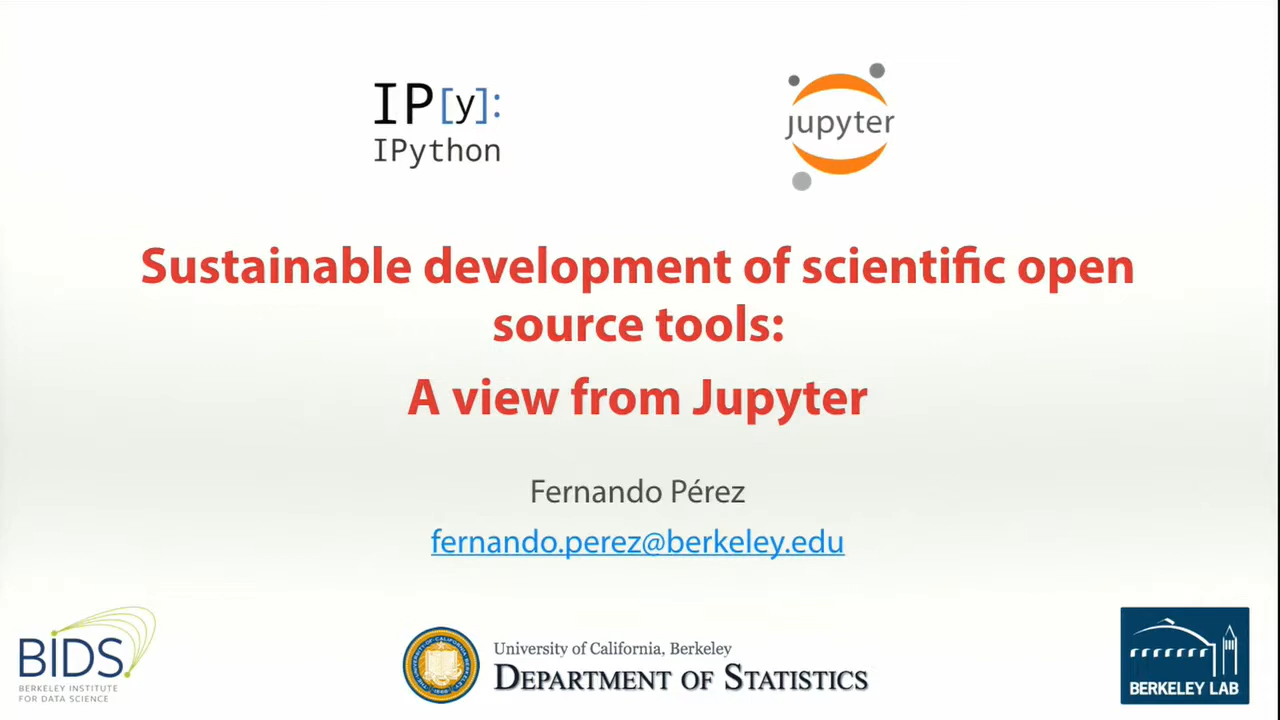 IP[y]:
IPython
jupyter
Sustainable development of scientific open
source tools:
A view from Jupyter
Fernando Pérez
fernando.perez@berkeley.edu
BIDS
BERKELEY INSTITUTE
FOR DATA SCIENCE
University of California, Berkeley
DEPARTMENT OF STATISTICS
BERKELEY LAB